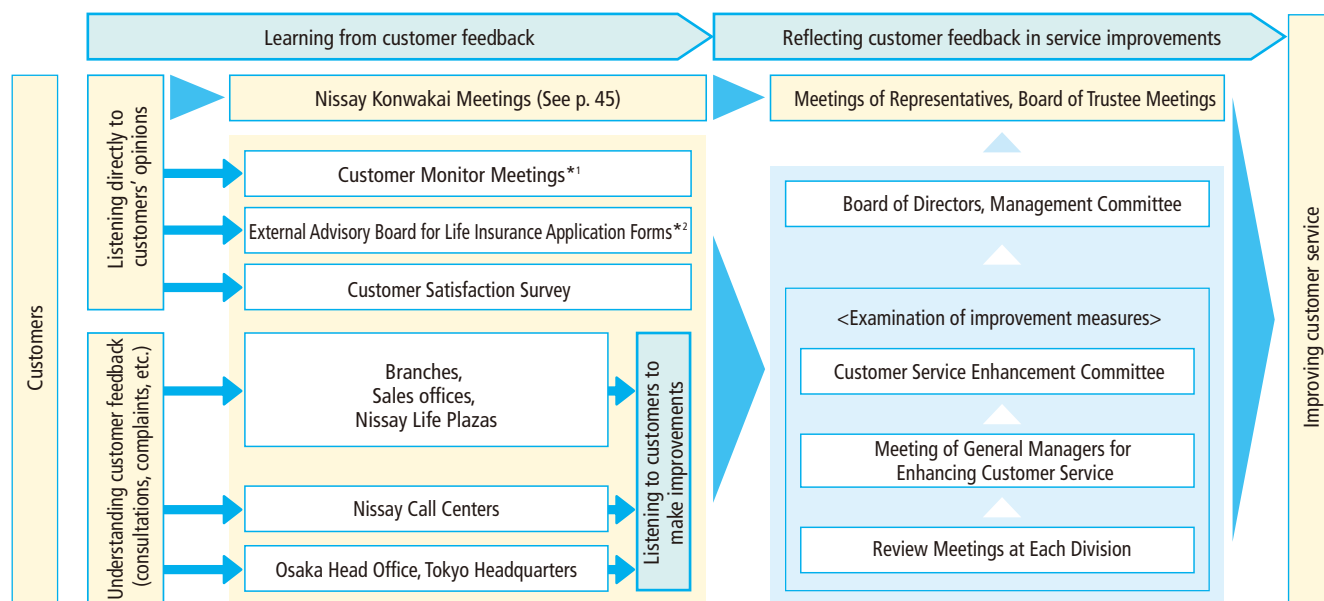 Learning from customer feedback
Reflecting customer feedback in service improvements
Customers
Listening directly to
customers' opinions
Nissay Konwakai Meetings (See p. 45)
Customer Monitor Meetings*1
External Advisory Board for Life Insurance Application Forms*2
Customer Satisfaction Survey
Understanding customer feedback
(consultations, complaints, etc.)
Branches,
Sales offices,
Nissay Life Plazas
Nissay Call Centers
Osaka Head Office, Tokyo Headquarters
Listening to customers to
make improvements
Meetings of Representatives, Board of Trustee Meetings
Board of Directors, Management Committee
<Examination of improvement measures>
Customer Service Enhancement Committee
Meeting of General Managers for
Enhancing Customer Service
Review Meetings at Each Division
Improving customer service